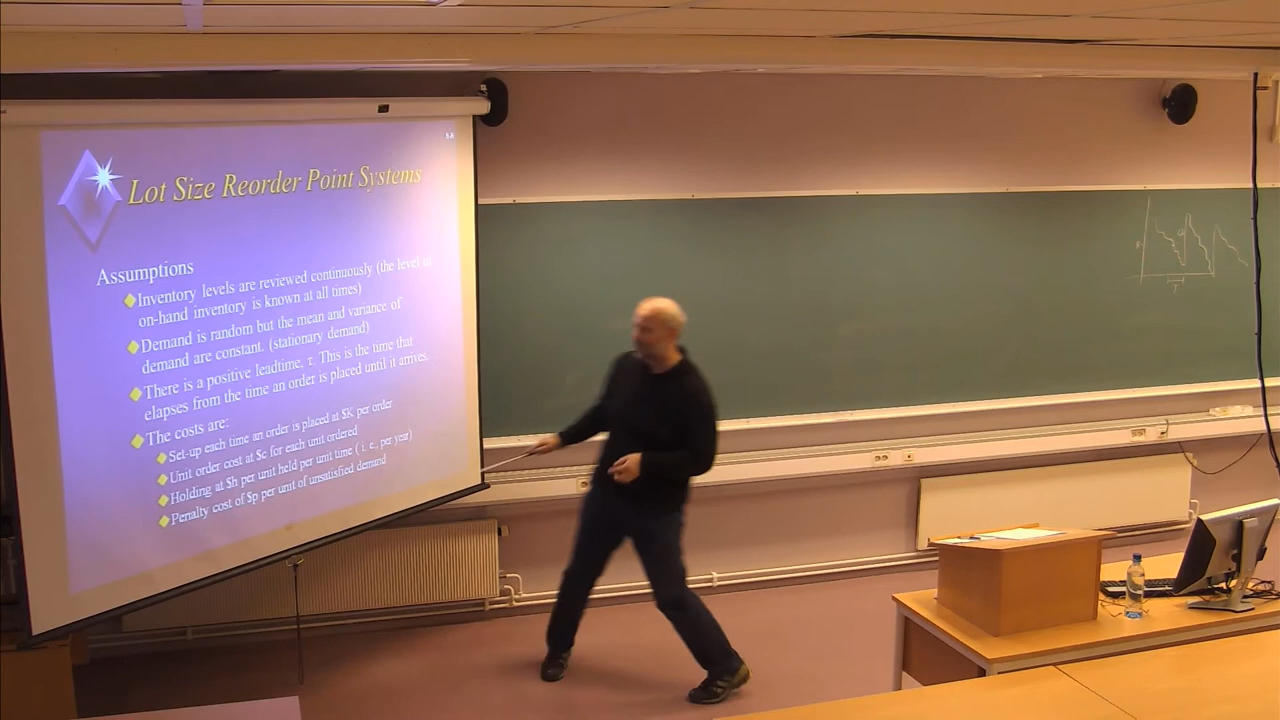 5.8
Lot Size Reorder Point Systems
Assumptions
Inventory levels are reviewed continuously (the level of
on-hand inventory is known at all times)
Demand is random but the mean and variance of
demand are constant. (stationary demand)
There is a positive leadtime, τ. This is the time that
elapses from the time an order is placed until it arrives.
The costs are:
Set-up each time an order is placed at $K per order
Unit order cost at $c for each unit ordered
Holding at $h per unit held per unit time ( i. e., per year)
Penalty cost of $p per unit of unsatisfied demand